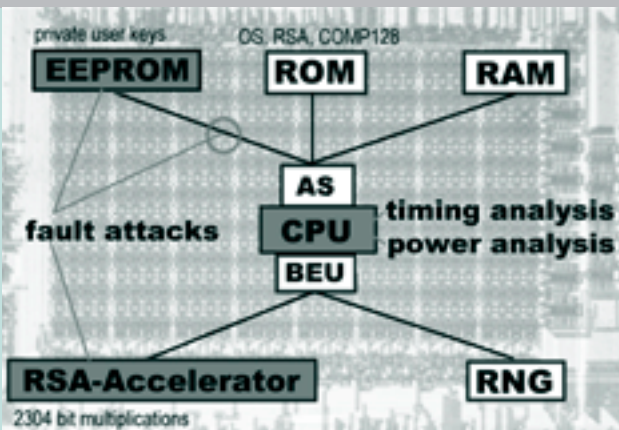 private user keys
OS, RSA, COMP128
EEPROM
ROM
RAM
AS
timing analysis
fault attacks
CPU
power analysis
BEU
RSA-Accelerator
RNG
2304 bit multiplications